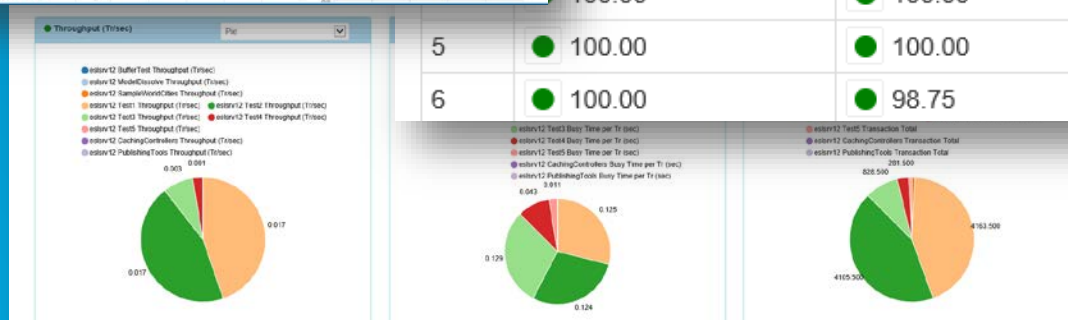 100.00 100.00
5 100.00 100.00
6 100.00 98.75
Throughput (Tr/sec) Pie
eslsrv12 BufferTest Throughput (Tr/sec)
eslsrv12 ModelDissolve Throughput (Tr/sec)
eslsrv12 SampleWorldCities Throughput (Tr/sec)
eslsrv12 Test1 Throughput (Tr/sec) eslsrv12 Test2 Throughput (Tr/sec)
eslsrv12 Test3 Throughput (Tr/sec) eslsrv12 Test4 Throughput (Tr/sec)
eslsrv12 Test5 Throughput (Tr/sec)
eslsrv12 CachingControllers Throughput (Tr/sec)
eslsrv12 PublishingTools Throughput (Tr/sec)
0.001
0.003
0.017
0.017
eslsrv12 Test3 Busy Time per Tr (sec)
eslsrv12 Test4 Busy Time per Tr (sec)
eslsrv12 Test5 Busy Time per Tr (sec)
eslsrv12 CachingControllers Busy Time per Tr (sec)
eslsrv12 PublishingTools Busy Time per Tr (sec)
0.011
0.043
0.125
0.129
0.124
eslsrv12 Test5 Transaction Total
eslsrv12 CachingControllers Transaction Total
eslsrv12 PublishingTools Transaction Total
201.500
828.500
4163.500
4105.500